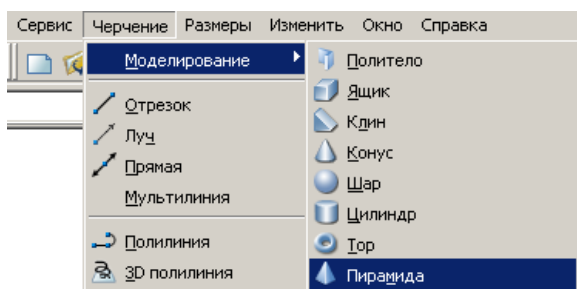 Сервис Черчение Размеры Изменить Окно Справка
Моделирование
Отрезок
Луч
Прямая
Мультилиния
Полилиния
3D полилиния
Политело
Ящик
Клин
Конус
Шар
Цилиндр
Тор
Пирамида